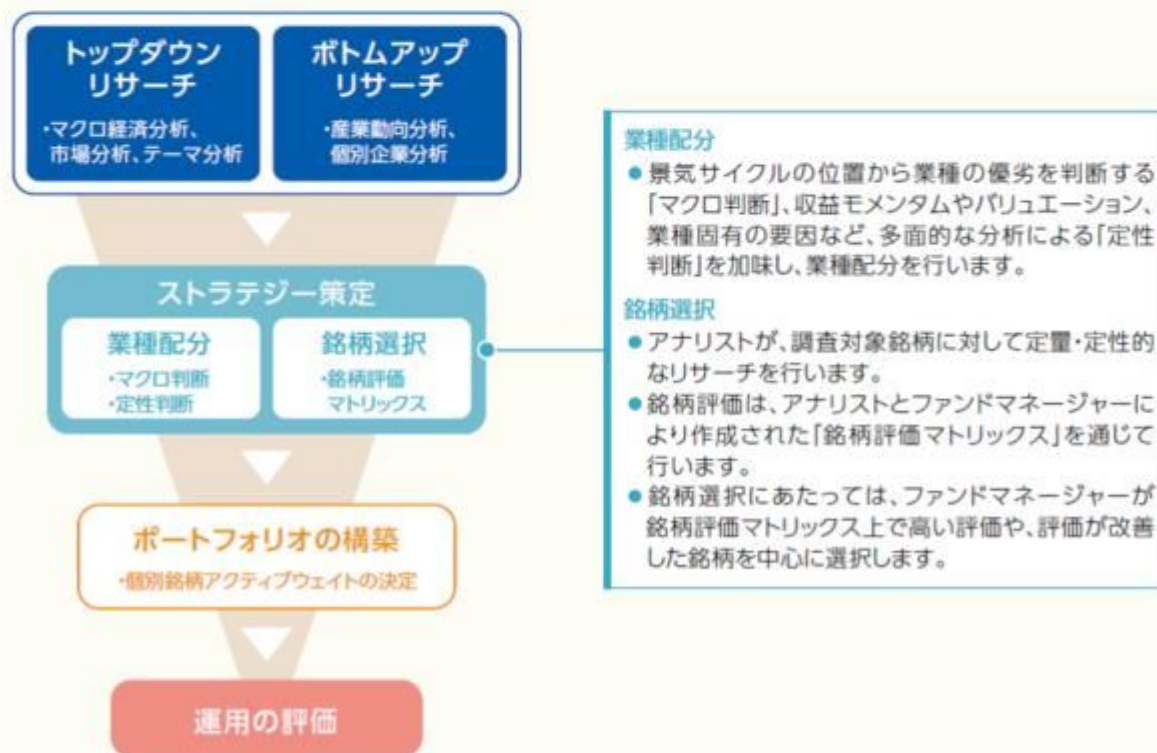 トップダウン
リサーチ
・マクロ経済分析、
市場分析、テーマ分析
ボトムアップ
リサーチ
・産業動向分析、
個別企業分析
ストラテジー策定
業種配分
・マクロ判断
・定性判断
銘柄選択
・銘柄評価
マトリックス
ポートフォリオの構築
・個別銘柄アクティブウェイトの決定
運用の評価
業種配分
●景気サイクルの位置から業種の優劣を判断する
「マクロ判断」、収益モメンタムやバリュエーション、
業種固有の要因など、多面的な分析による「定性
判断」を加味し、業種配分を行います。
銘柄選択
●アナリストが、調査対象銘柄に対して定量・定性的
なリサーチを行います。
●銘柄評価は、アナリストとファンドマネージャーに
より作成された「銘柄評価マトリックス」を通じて
行います。
●銘柄選択にあたっては、ファンドマネージャーが
銘柄評価マトリックス上で高い評価や、評価が改善
した銘柄を中心に選択します。